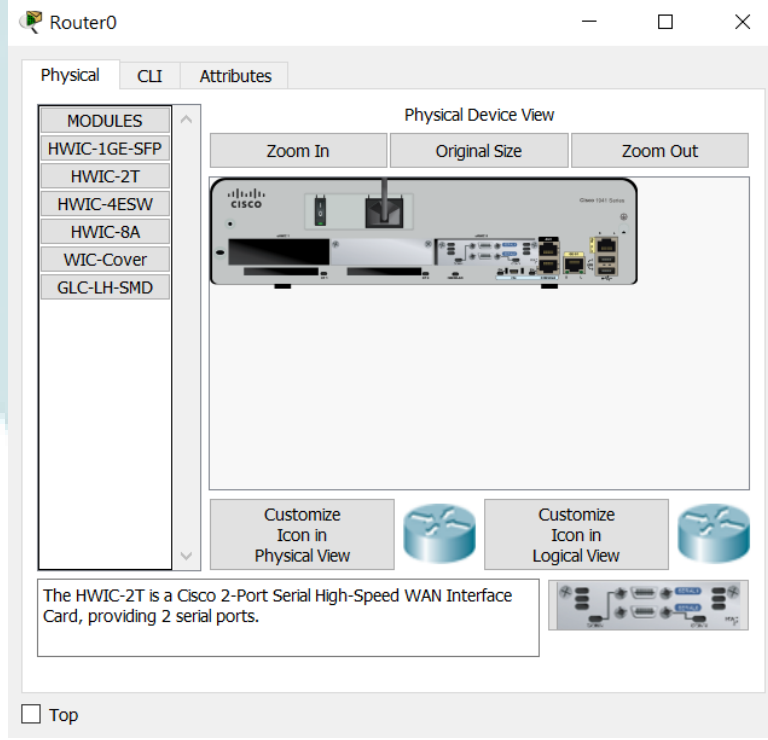 Router0
Physical
CLI
Attributes
MODULES
HWIC-1GE-SFP
HWIC-2T
HWIC-4ESW
HWIC-8A
WIC-Cover
GLC-LH-SMD
Physical Device View
Zoom In
Original Size
Zoom Out
CISCO
Cisco 1941 Series
Customize
Icon in
Physical View
Customize
Icon in
Logical View
The HWIC-2T is a Cisco 2-Port Serial High-Speed WAN Interface
Card, providing 2 serial ports.
Top